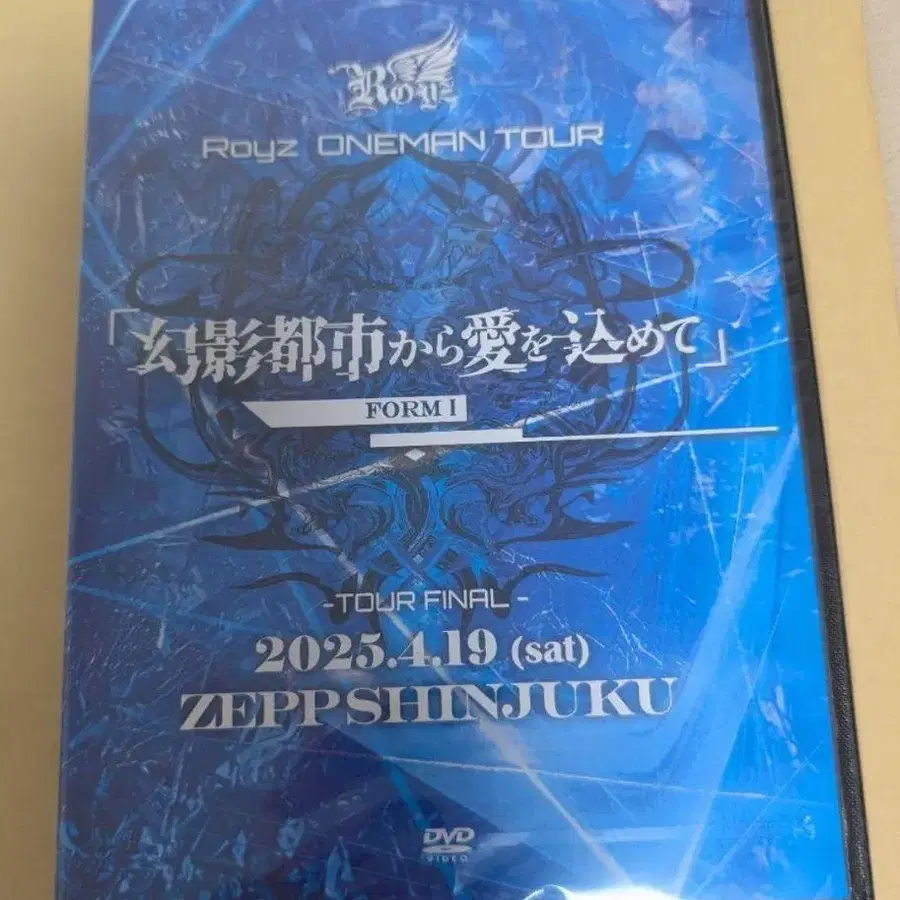 Royz
Royz ONEMAN TOUR
「幻影都市から愛を込めて」
FORM I
-TOUR FINAL-
2025.4.19 (sat)
ZEPP SHINJUKU
DVD
VIDEO